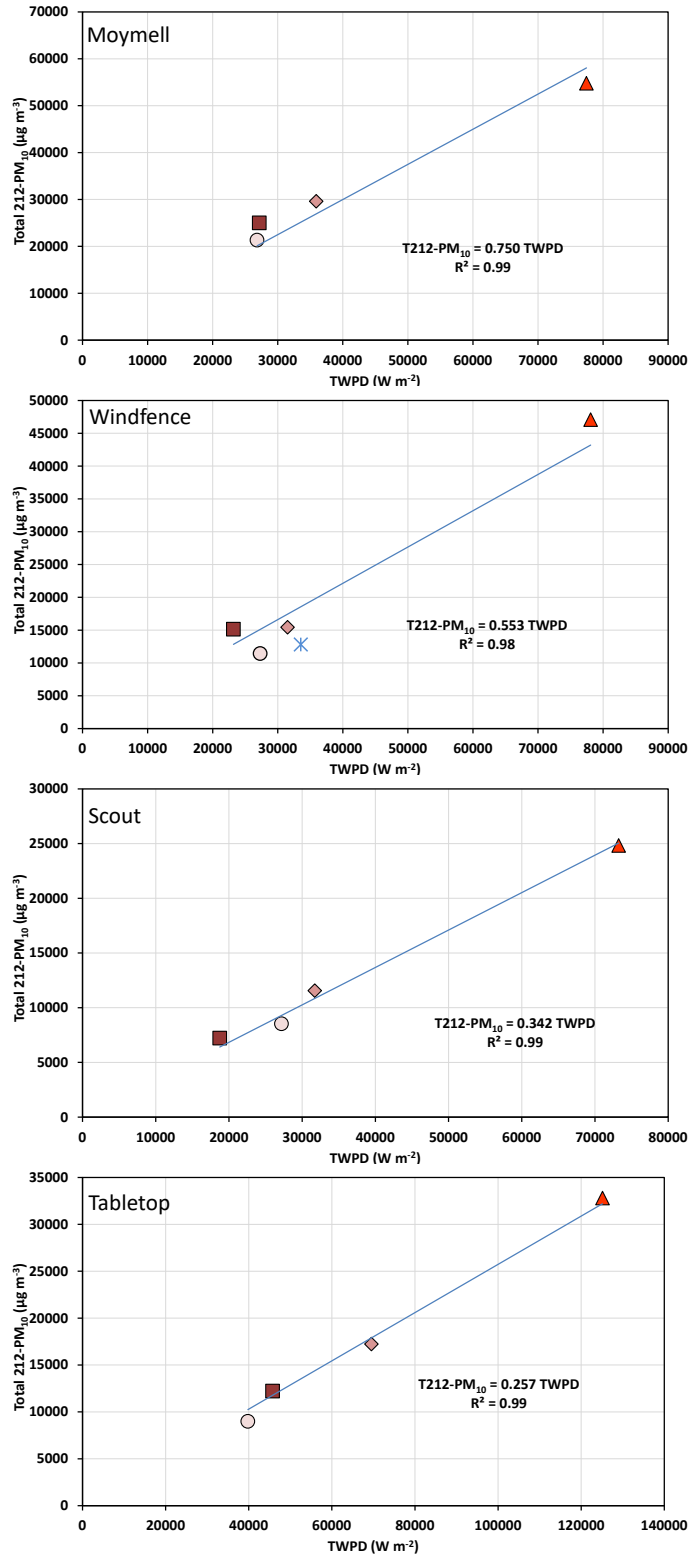 Moymell
Total 212-PM₁₀ (µg m⁻³)
70000
60000
50000
40000
30000
20000
10000
0
T212-PM₁₀ = 0.750 TWPD
R² = 0.99
0 10000 20000 30000 40000 50000 60000 70000 80000 90000
TWPD (W m⁻²)
Windfence
Total 212-PM₁₀ (µg m⁻³)
50000
45000
40000
35000
30000
25000
20000
15000
10000
5000
0
T212-PM₁₀ = 0.553 TWPD
R² = 0.98
0 10000 20000 30000 40000 50000 60000 70000 80000 90000
TWPD (W m⁻²)
Scout
Total 212-PM₁₀ (µg m⁻³)
30000
25000
20000
15000
10000
5000
0
T212-PM₁₀ = 0.342 TWPD
R² = 0.99
0 10000 20000 30000 40000 50000 60000 70000 80000
TWPD (W m⁻²)
Tabletop
Total 212-PM₁₀ (µg m⁻³)
35000
30000
25000
20000
15000
10000
5000
0
T212-PM₁₀ = 0.257 TWPD
R² = 0.99
0 20000 40000 60000 80000 100000 120000 140000
TWPD (W m⁻²)